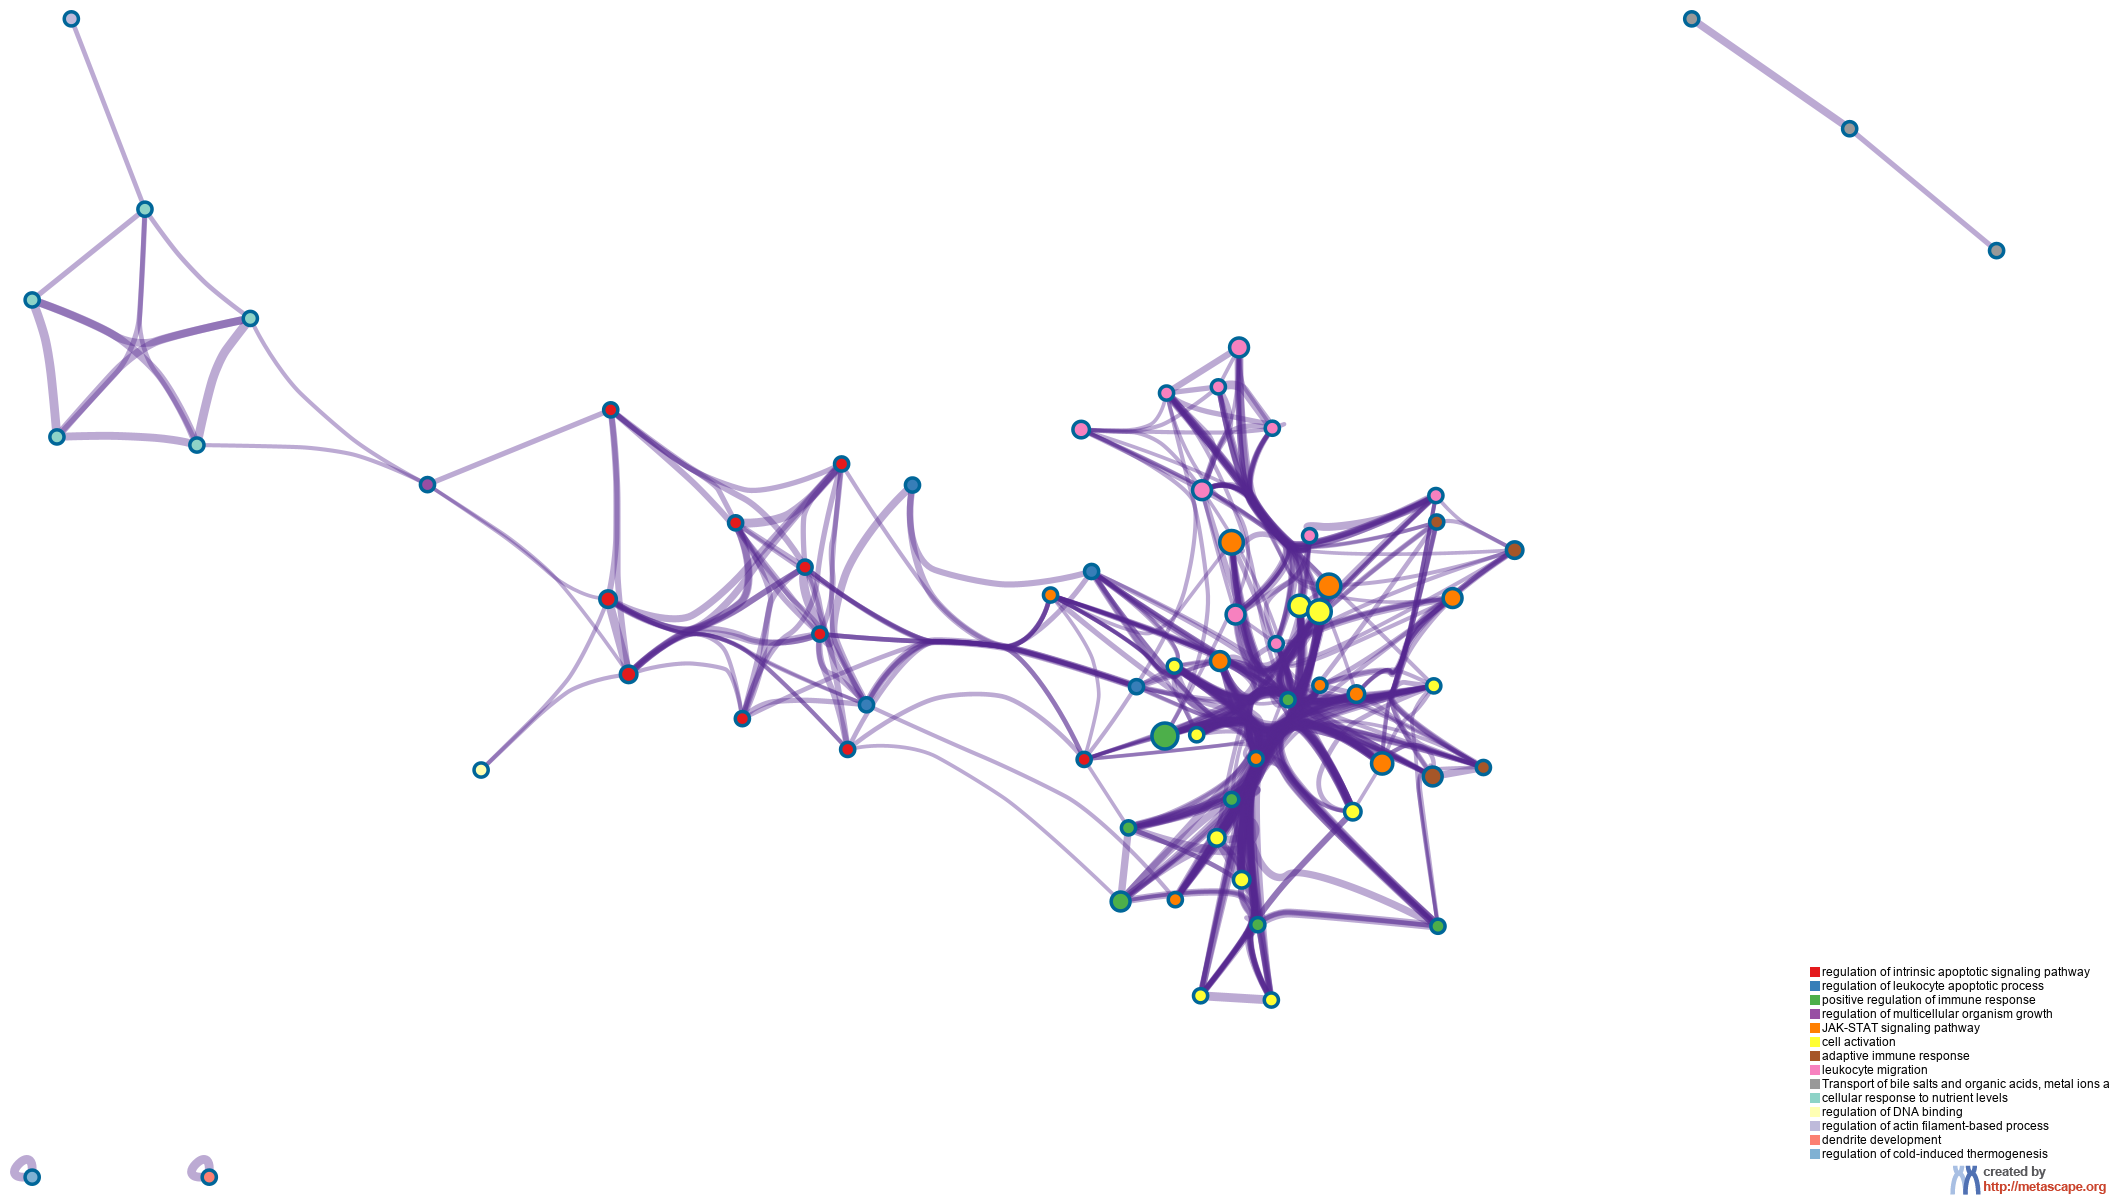 regulation of intrinsic apoptotic signaling pathway
regulation of leukocyte apoptotic process
positive regulation of immune response
regulation of multicellular organism growth
JAK-STAT signaling pathway
cell activation
adaptive immune response
leukocyte migration
Transport of bile salts and organic acids, metal ions a
cellular response to nutrient levels
regulation of DNA binding
regulation of actin filament-based process
dendrite development
regulation of cold-induced thermogenesis
created by
http://metascape.org